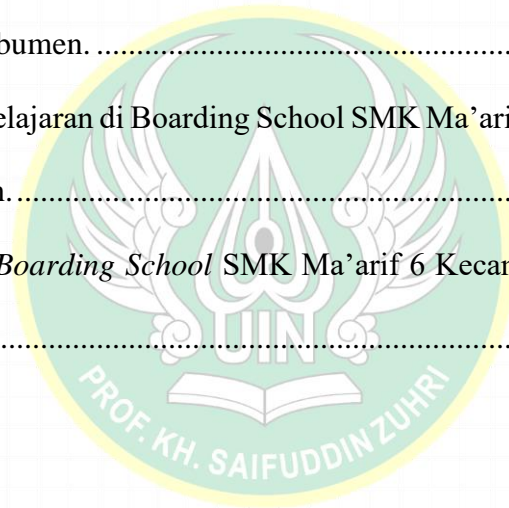 bumen. ................................................................
elajaran di Boarding School SMK Ma’ari
n. ................................................................
Boarding School SMK Ma’arif 6 Kecan
................................................................
UIN
PROF. KH. SAIFUDDIN ZUHRI